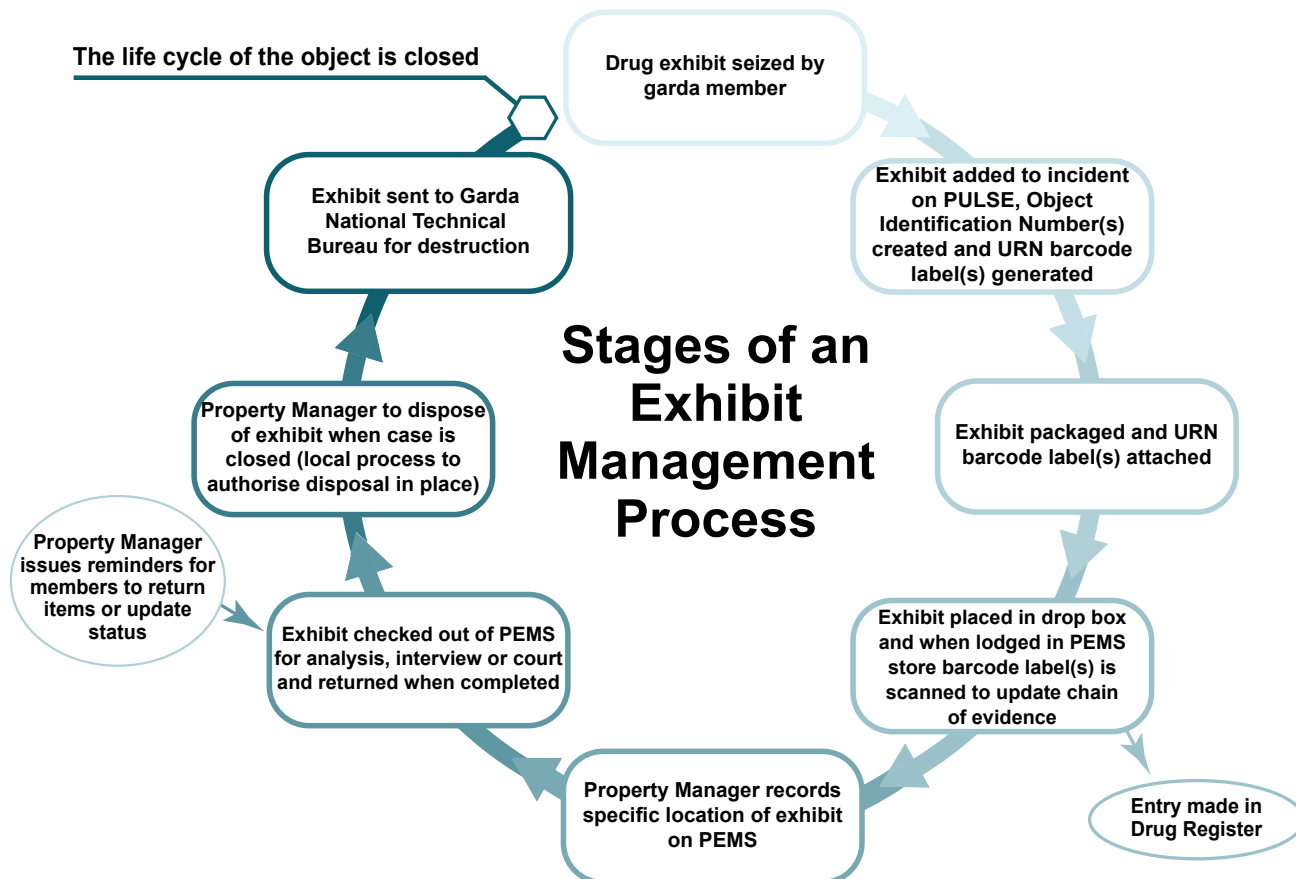 The life cycle of the object is closed
Drug exhibit seized by
garda member
Exhibit added to incident
on PULSE, Object
Identification Number(s)
created and URN barcode
label(s) generated
Exhibit packaged and URN
barcode label(s) attached
Exhibit placed in drop box
and when lodged in PEMS
store barcode label(s) is
scanned to update chain
of evidence
Entry made in
Drug Register
Property Manager records
specific location of exhibit
on PEMS
Exhibit checked out of PEMS
for analysis, interview or court
and returned when completed
Property Manager
issues reminders for
members to return
items or update
status
Property Manager to dispose
of exhibit when case is
closed (local process to
authorise disposal in place)
Exhibit sent to Garda
National Technical
Bureau for destruction
Stages of an
Exhibit
Management
Process